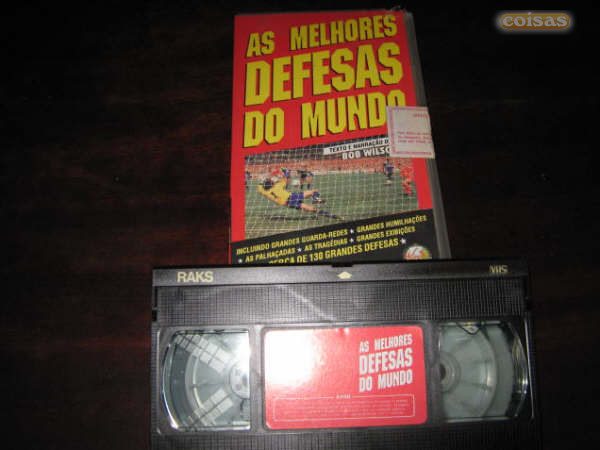 coisas
AS MELHORES
DEFESAS
DO MUNDO
TEXTO E NARRAÇÃO D
BOB WILSO
INCLUINDO GRANDES GUARDA-REDES ★ GRANDES HUMILHAÇÕES
★ AS PALHAÇADAS ★ AS TRAGÉDIAS ★ GRANDES EXIBIÇÕES
CERCA DE 130 GRANDES DEFESAS ★
RAKS
VHS
AS MELHORES
DEFESAS
DO MUNDO